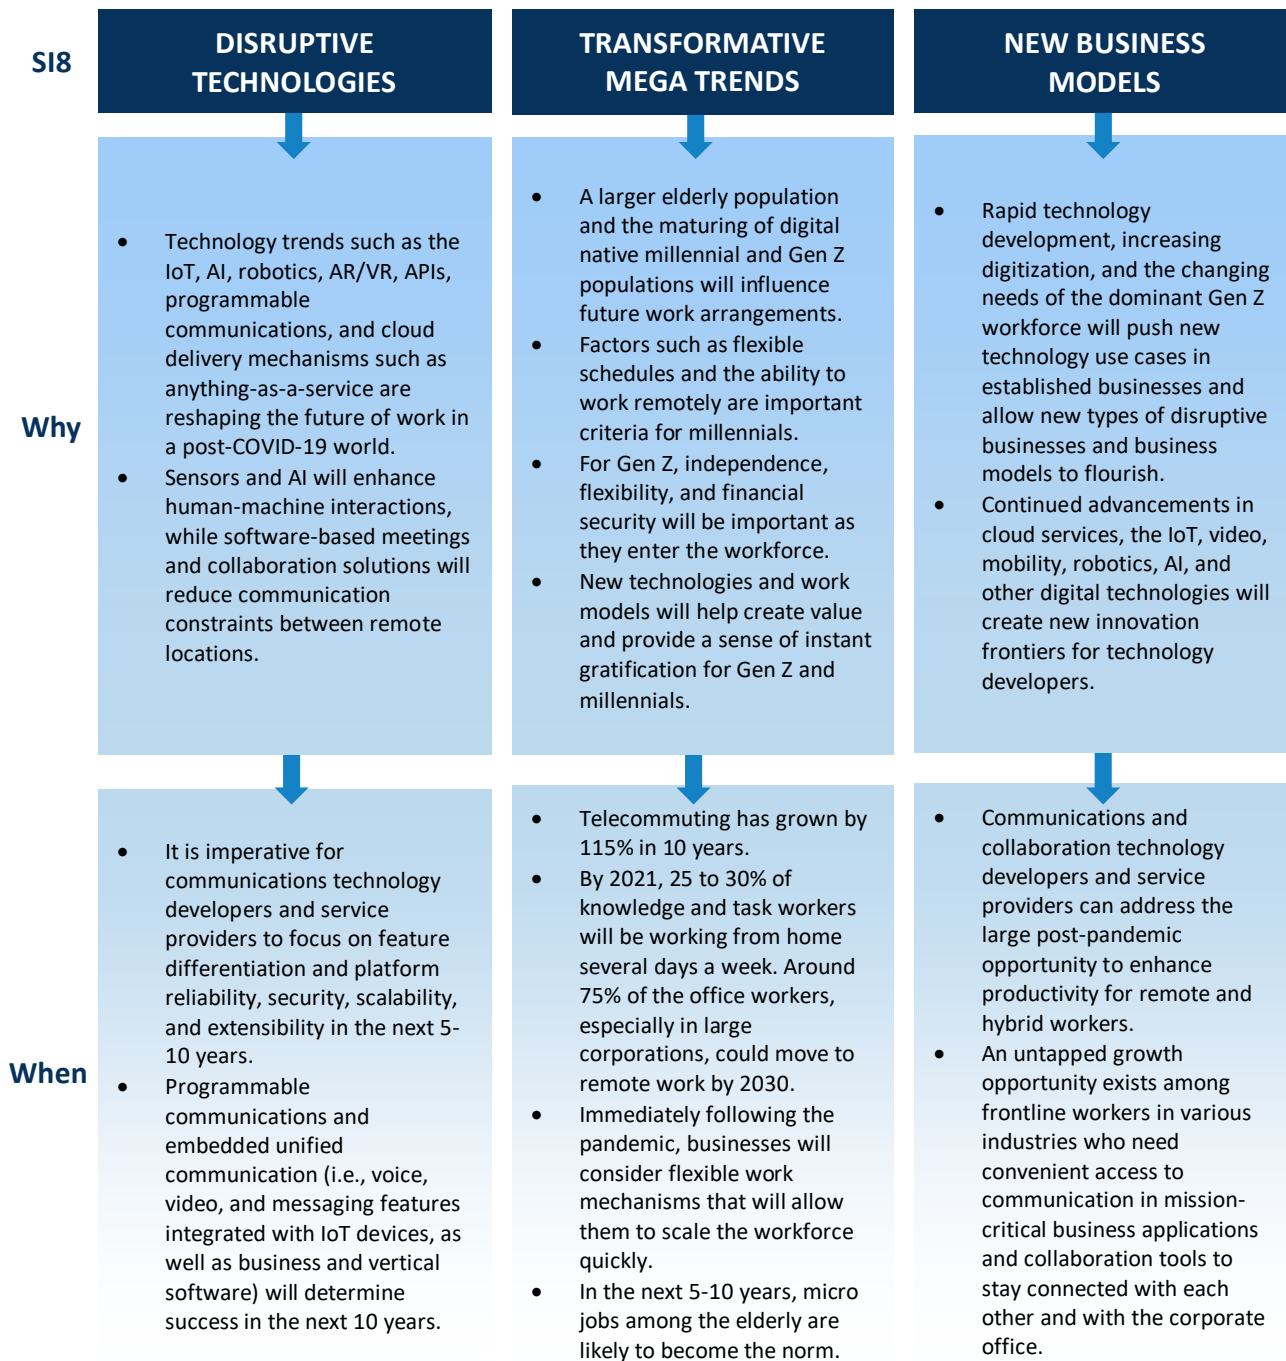 SI8
DISRUPTIVE
TECHNOLOGIES
TRANSFORMATIVE
MEGA TRENDS
NEW BUSINESS
MODELS
Why
• Technology trends such as the
IoT, AI, robotics, AR/VR, APIs,
programmable
communications, and cloud
delivery mechanisms such as
anything-as-a-service are
reshaping the future of work in
a post-COVID-19 world.
• Sensors and AI will enhance
human-machine interactions,
while software-based meetings
and collaboration solutions will
reduce communication
constraints between remote
locations.
• A larger elderly population
and the maturing of digital
native millennial and Gen Z
populations will influence
future work arrangements.
• Factors such as flexible
schedules and the ability to
work remotely are important
criteria for millennials.
• For Gen Z, independence,
flexibility, and financial
security will be important as
they enter the workforce.
• New technologies and work
models will help create value
and provide a sense of instant
gratification for Gen Z and
millennials.
• Rapid technology
development, increasing
digitization, and the changing
needs of the dominant Gen Z
workforce will push new
technology use cases in
established businesses and
allow new types of disruptive
businesses and business
models to flourish.
• Continued advancements in
cloud services, the IoT, video,
mobility, robotics, AI, and
other digital technologies will
create new innovation
frontiers for technology
developers.
When
• It is imperative for
communications technology
developers and service
providers to focus on feature
differentiation and platform
reliability, security, scalability,
and extensibility in the next 5-
10 years.
• Programmable
communications and
embedded unified
communication (i.e., voice,
video, and messaging features
integrated with IoT devices, as
well as business and vertical
software) will determine
success in the next 10 years.
• Telecommuting has grown by
115% in 10 years.
• By 2021, 25 to 30% of
knowledge and task workers
will be working from home
several days a week. Around
75% of the office workers,
especially in large
corporations, could move to
remote work by 2030.
• Immediately following the
pandemic, businesses will
consider flexible work
mechanisms that will allow
them to scale the workforce
quickly.
• In the next 5-10 years, micro
jobs among the elderly are
likely to become the norm.
• Communications and
collaboration technology
developers and service
providers can address the
large post-pandemic
opportunity to enhance
productivity for remote and
hybrid workers.
• An untapped growth
opportunity exists among
frontline workers in various
industries who need
convenient access to
communication in mission-
critical business applications
and collaboration tools to
stay connected with each
other and with the corporate
office.